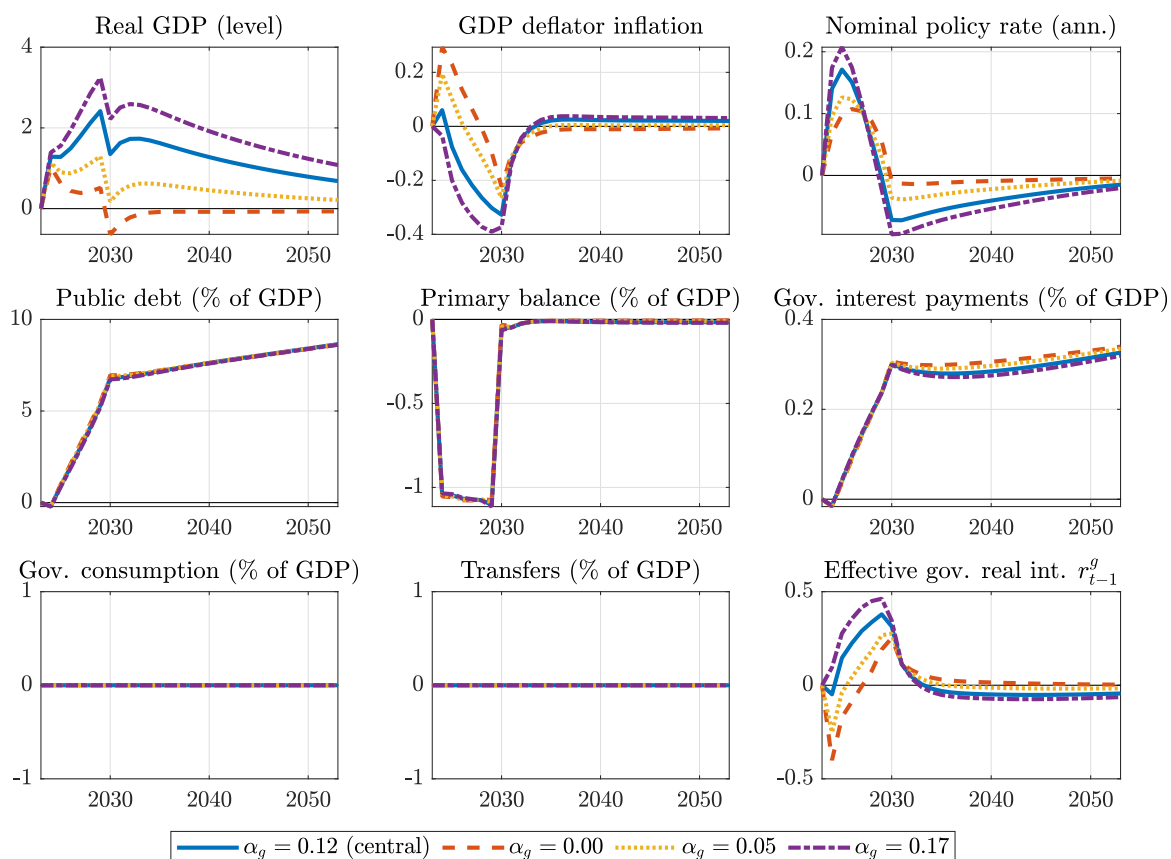 Real GDP (level)
GDP deflator inflation
Nominal policy rate (ann.)
4
2
0
2030 2040 2050
0.2
0
-0.2
-0.4
2030 2040 2050
0.2
0.1
0
2030 2040 2050
Public debt (% of GDP)
Primary balance (% of GDP)
Gov. interest payments (% of GDP)
10
5
0
2030 2040 2050
0
-0.5
-1
2030 2040 2050
0.4
0.2
0
2030 2040 2050
Gov. consumption (% of GDP)
Transfers (% of GDP)
Effective gov. real int. $r^g_{t-1}$
1
0
-1
2030 2040 2050
1
0
-1
2030 2040 2050
0.5
0
-0.5
2030 2040 2050
α_g = 0.12 (central) α_g = 0.00 α_g = 0.05 α_g = 0.17